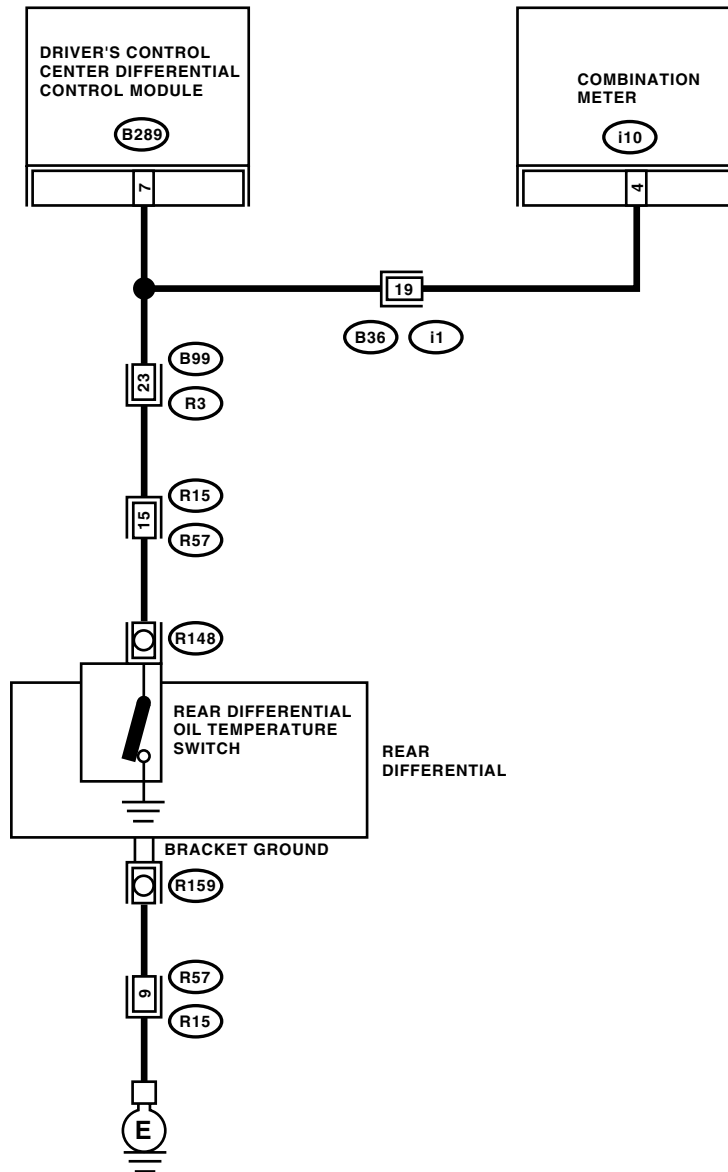 DRIVER'S CONTROL
CENTER DIFFERENTIAL
CONTROL MODULE
B289
7
COMBINATION
METER
i10
4
19
B36 i1
23
B99
R3
15
R15
R57
R148
REAR DIFFERENTIAL
OIL TEMPERATURE
SWITCH
REAR
DIFFERENTIAL
BRACKET GROUND
R159
9
R57
R15
E